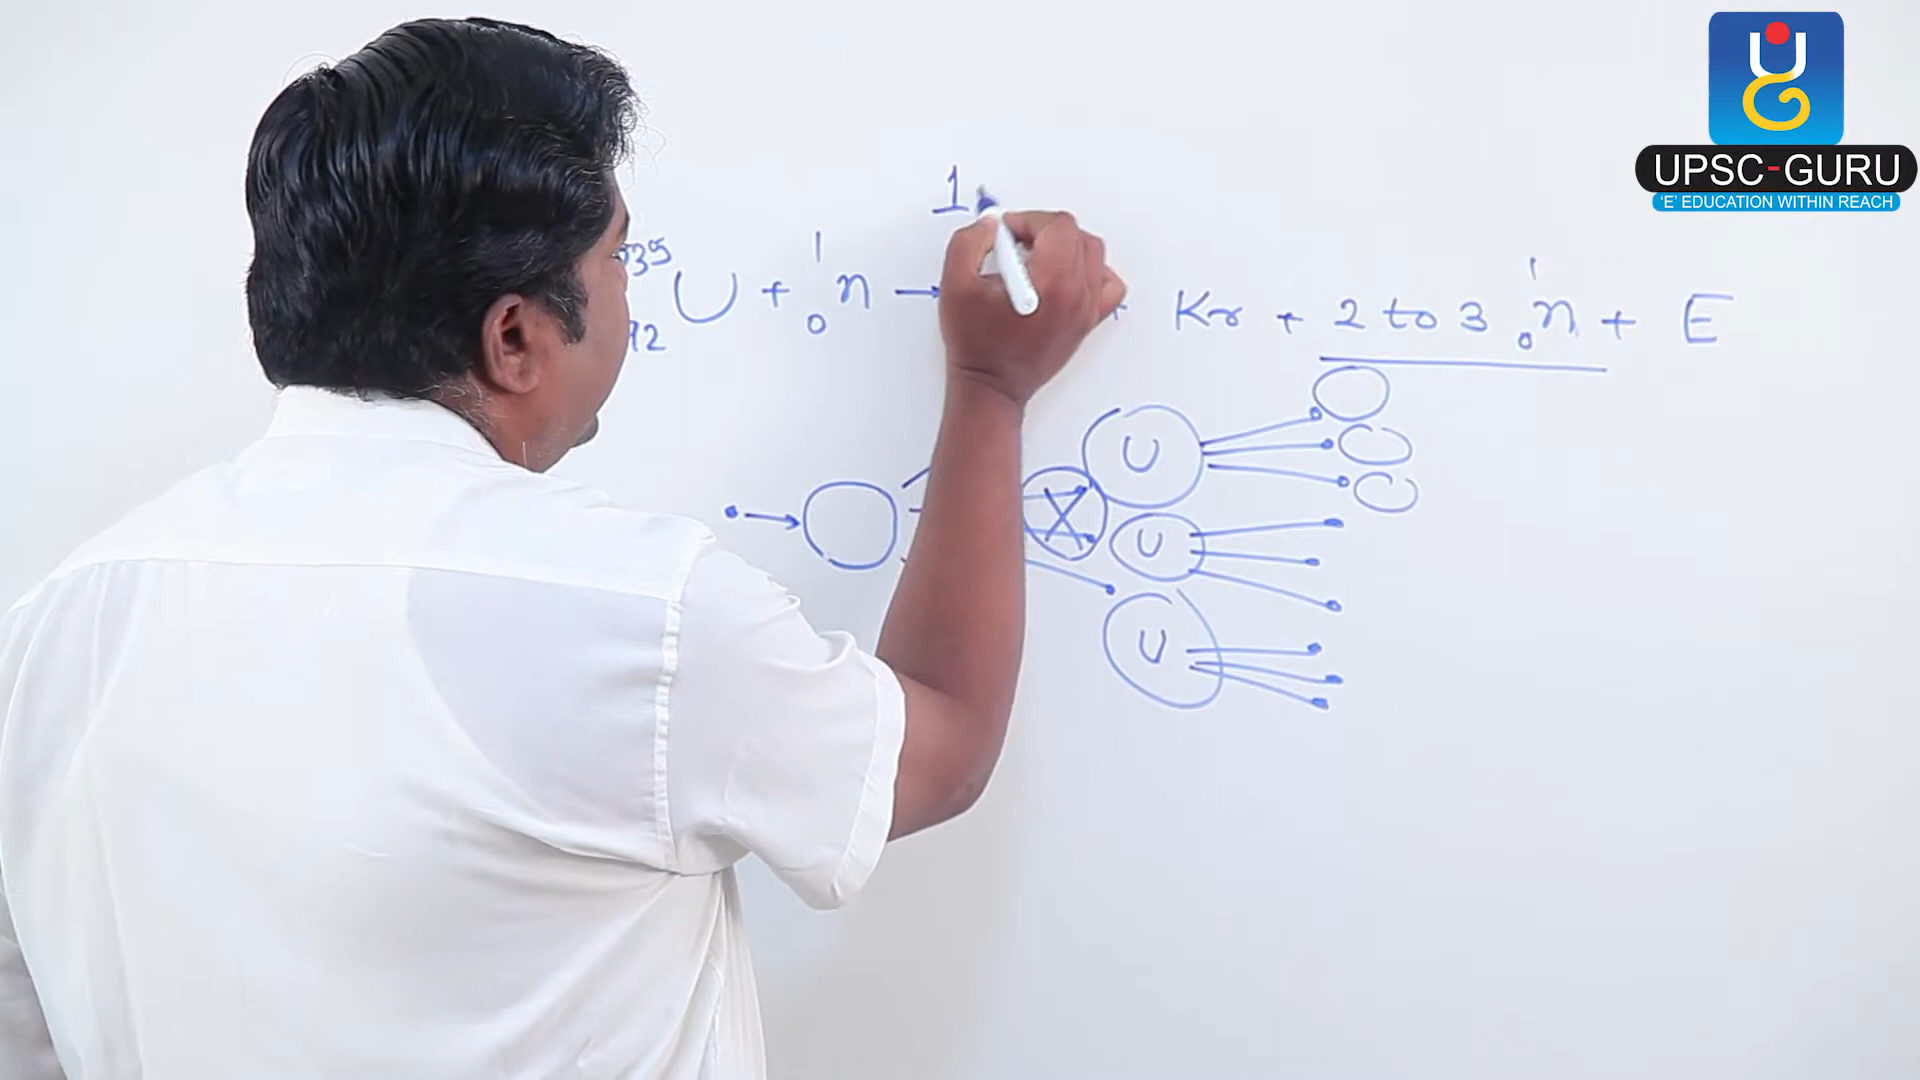 UPSC-GURU
'E' EDUCATION WITHIN REACH
1
235 1 1
U + n → + Kr + 2 to 3 n + E
92 0 0
U
U
U